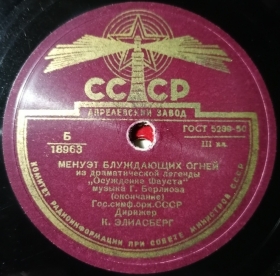 СССР
АПРЕЛЕВСКИЙ ЗАВОД
Б
18963
ГОСТ 5289-50
III кл.
МЕНУЭТ БЛУЖДАЮЩИХ ОГНЕЙ
из драматической легенды
„Осуждение Фауста"
музыка Г. Берлиоза
(окончание)
Гос.симф.орк.СССР
Дирижер
К. ЭЛИАСБЕРГ
КОМИТЕТ РАДИОИНФОРМАЦИИ ПРИ СОВЕТЕ МИНИСТРОВ СССР